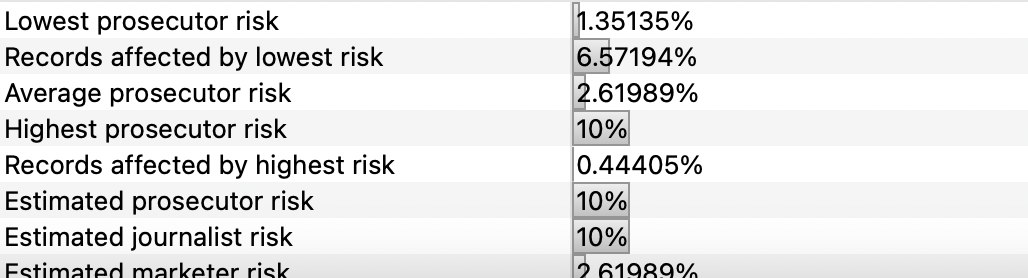 Lowest prosecutor risk 1.35135%
Records affected by lowest risk 6.57194%
Average prosecutor risk 2.61989%
Highest prosecutor risk 10%
Records affected by highest risk 0.44405%
Estimated prosecutor risk 10%
Estimated journalist risk 10%
Estimated marketer risk 2.61989%